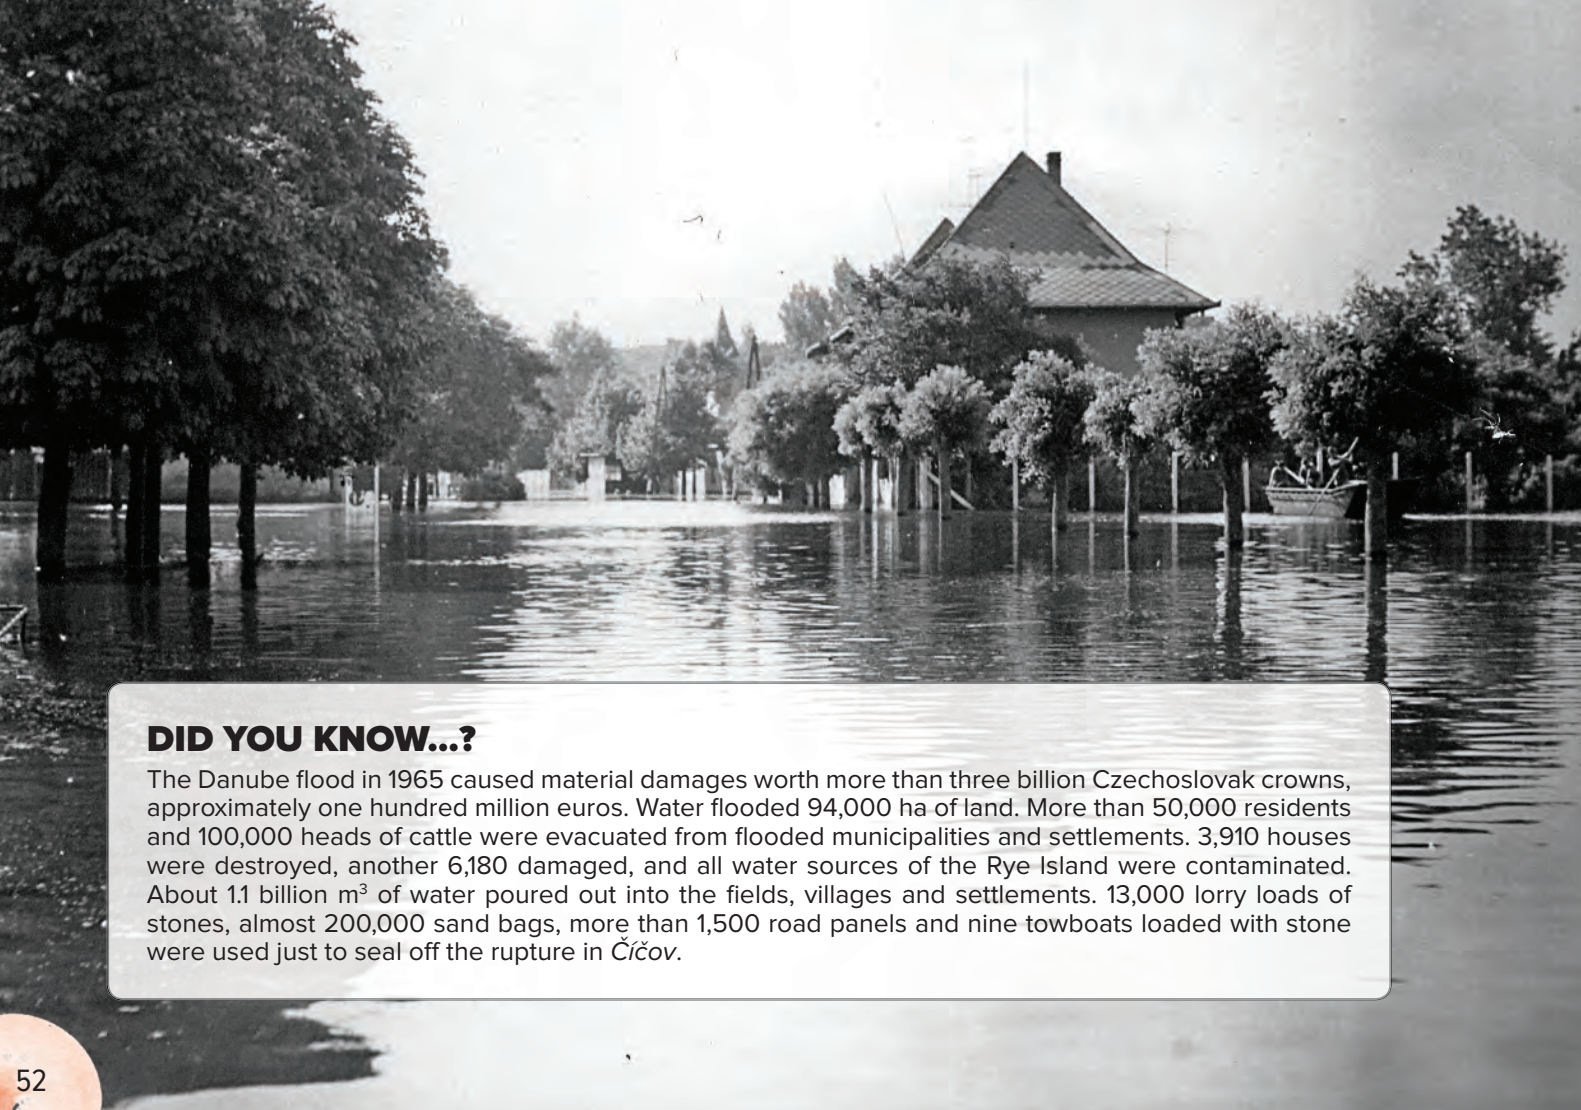 DID YOU KNOW...?
The Danube flood in 1965 caused material damages worth more than three billion Czechoslovak crowns,
approximately one hundred million euros. Water flooded 94,000 ha of land. More than 50,000 residents
and 100,000 heads of cattle were evacuated from flooded municipalities and settlements. 3,910 houses
were destroyed, another 6,180 damaged, and all water sources of the Rye Island were contaminated.
About 1.1 billion m³ of water poured out into the fields, villages and settlements. 13,000 lorry loads of
stones, almost 200,000 sand bags, more than 1,500 road panels and nine towboats loaded with stone
were used just to seal off the rupture in Číčov.
52